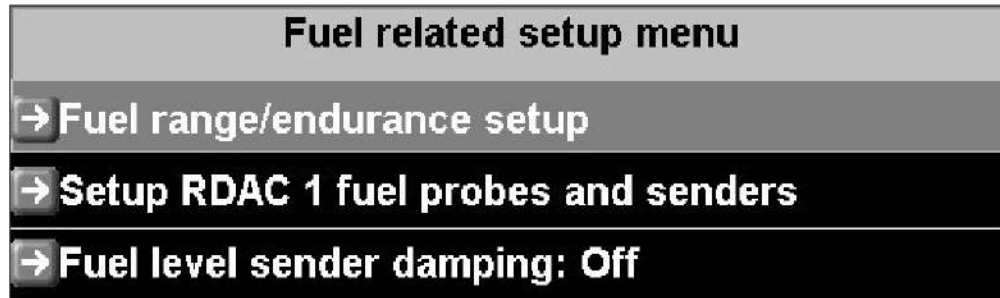 Fuel related setup menu
Fuel range/endurance setup
Setup RDAC 1 fuel probes and senders
Fuel level sender damping: Off